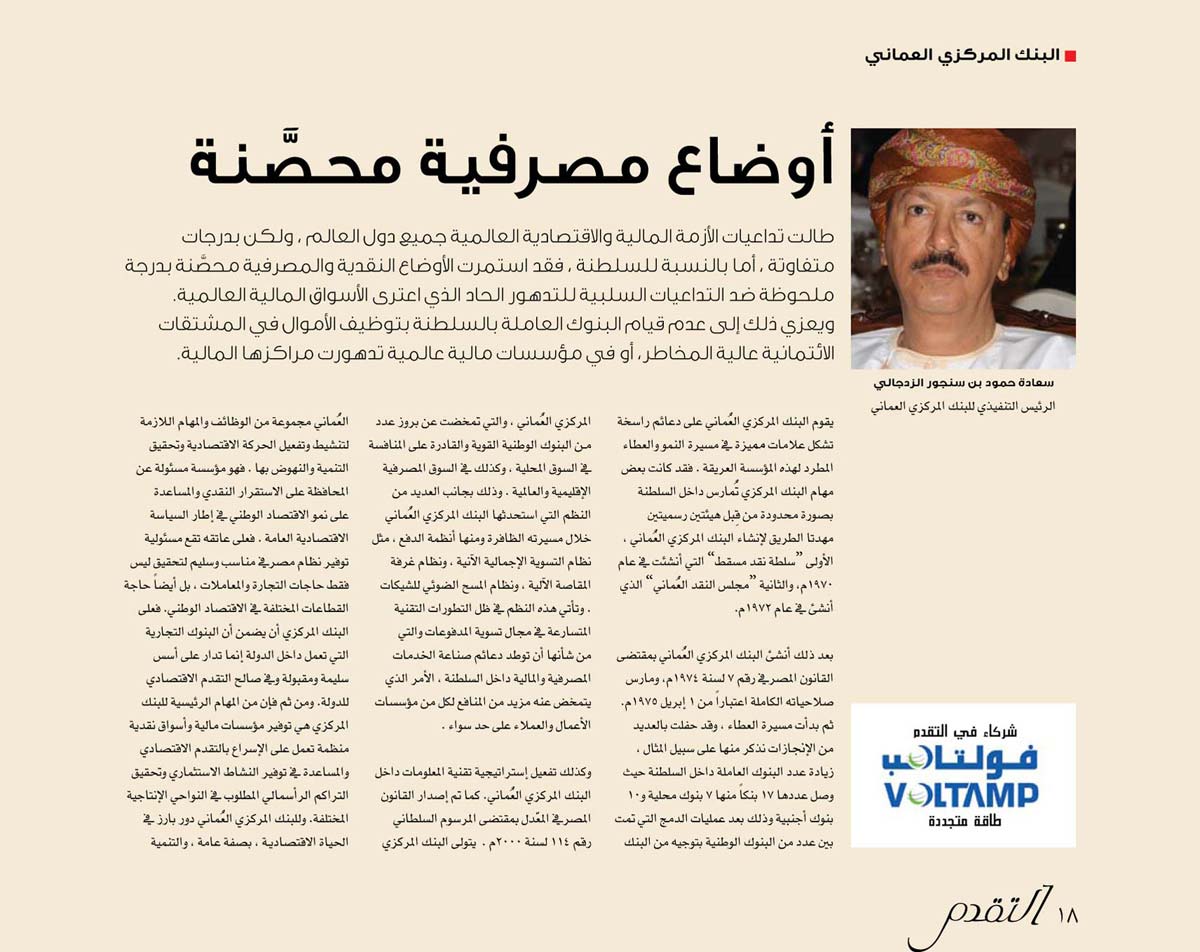 البنك المركزي العماني
أوضاع مصرفية محصَّنة
طالت تداعيات الأزمة المالية والاقتصادية العالمية جميع دول العالم ، ولكن بدرجات
متفاوتة ، أما بالنسبة للسلطنة ، فقد استمرت الأوضاع النقدية والمصرفية محصَّنة بدرجة
ملحوظة ضد التداعيات السلبية للتدهور الحاد الذي اعترى الأسواق المالية العالمية.
ويعزي ذلك إلى عدم قيام البنوك العاملة بالسلطنة بتوظيف الأموال في المشتقات
الائتمانية عالية المخاطر، أو في مؤسسات مالية عالمية تدهورت مراكزها المالية.
سعادة حمود بن سنجور الزدجالي
الرئيس التنفيذي للبنك المركزي العماني
يقوم البنك المركزي العُماني على دعائم راسخة
تشكل علامات مميزة في مسيرة النمو والعطاء
المطرد لهذه المؤسسة العريقة . فقد كانت بعض
مهام البنك المركزي تُمارس داخل السلطنة
بصورة محدودة من قِبل هيئتين رسميتين
مهدتا الطريق لإنشاء البنك المركزي العُماني ،
الأولى ”سلطة نقد مسقط“ التي أنشئت في عام
١٩٧٠م، والثانية ”مجلس النقد العُماني“ الذي
أنشئ في عام ١٩٧٢م.
بعد ذلك أنشئ البنك المركزي العُماني بمقتضى
القانون المصرفي رقم ٧ لسنة ١٩٧٤م، ومارس
صلاحياته الكاملة اعتباراً من ١ إبريل ١٩٧٥م.
ثم بدأت مسيرة العطاء ، وقد حفلت بالعديد
من الإنجازات نذكر منها على سبيل المثال ،
زيادة عدد البنوك العاملة داخل السلطنة حيث
وصل عددها ١٧ بنكاً منها ٧ بنوك محلية و١٠
بنوك أجنبية وذلك بعد عمليات الدمج التي تمت
بين عدد من البنوك الوطنية بتوجيه من البنك
المركزي العُماني ، والتي تمخضت عن بروز عدد
من البنوك الوطنية القوية والقادرة على المنافسة
في السوق المحلية ، وكذلك في السوق المصرفية
الإقليمية والعالمية . وذلك بجانب العديد من
النظم التي استحدثها البنك المركزي العُماني
خلال مسيرته الظافرة ومنها أنظمة الدفع ، مثل
نظام التسوية الإجمالية الآنية ، ونظام غرفة
المقاصة الآلية ، ونظام المسح الضوئي للشيكات
. وتأتي هذه النظم في ظل التطورات التقنية
المتسارعة في مجال تسوية المدفوعات والتي
من شأنها أن توطد دعائم صناعة الخدمات
المصرفية والمالية داخل السلطنة ، الأمر الذي
يتمخض عنه مزيد من المنافع لكل من مؤسسات
الأعمال والعملاء على حد سواء .
وكذلك تفعيل إستراتيجية تقنية المعلومات داخل
البنك المركزي العُماني. كما تم إصدار القانون
المصرفي المعّدل بمقتضى المرسوم السلطاني
رقم ١١٤ لسنة ٢٠٠٠م . يتولى البنك المركزي
العُماني مجموعة من الوظائف والمهام اللازمة
لتنشيط وتفعيل الحركة الاقتصادية وتحقيق
التنمية والنهوض بها . فهو مؤسسة مسئولة عن
المحافظة على الاستقرار النقدي والمساعدة
على نمو الاقتصاد الوطني في إطار السياسة
الاقتصادية العامة . فعلى عاتقه تقع مسئولية
توفير نظام مصرفي مناسب وسليم لتحقيق ليس
فقط حاجات التجارة والمعاملات ، بل أيضاً حاجة
القطاعات المختلفة في الاقتصاد الوطني. فعلى
البنك المركزي أن يضمن أن البنوك التجارية
التي تعمل داخل الدولة إنما تدار على أسس
سليمة ومقبولة وفي صالح التقدم الاقتصادي
للدولة. ومن ثم فإن من المهام الرئيسية للبنك
المركزي هي توفير مؤسسات مالية وأسواق نقدية
منظمة تعمل على الإسراع بالتقدم الاقتصادي
والمساعدة في توفير النشاط الاستثماري وتحقيق
التراكم الرأسمالي المطلوب في النواحي الإنتاجية
المختلفة. وللبنك المركزي العُماني دور بارز في
الحياة الاقتصادية ، بصفة عامة ، والتنمية
شركاء في التقدم
فولتامب
VOLTAMP
طاقة متجددة
١٨ التقدم